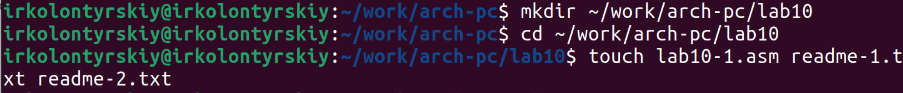 irkolontyrskiy@irkolontyrskiy:~/work/arch-pc$ mkdir ~/work/arch-pc/lab10
irkolontyrskiy@irkolontyrskiy:~/work/arch-pc$ cd ~/work/arch-pc/lab10
irkolontyrskiy@irkolontyrskiy:~/work/arch-pc/lab10$ touch lab10-1.asm readme-1.t
xt readme-2.txt